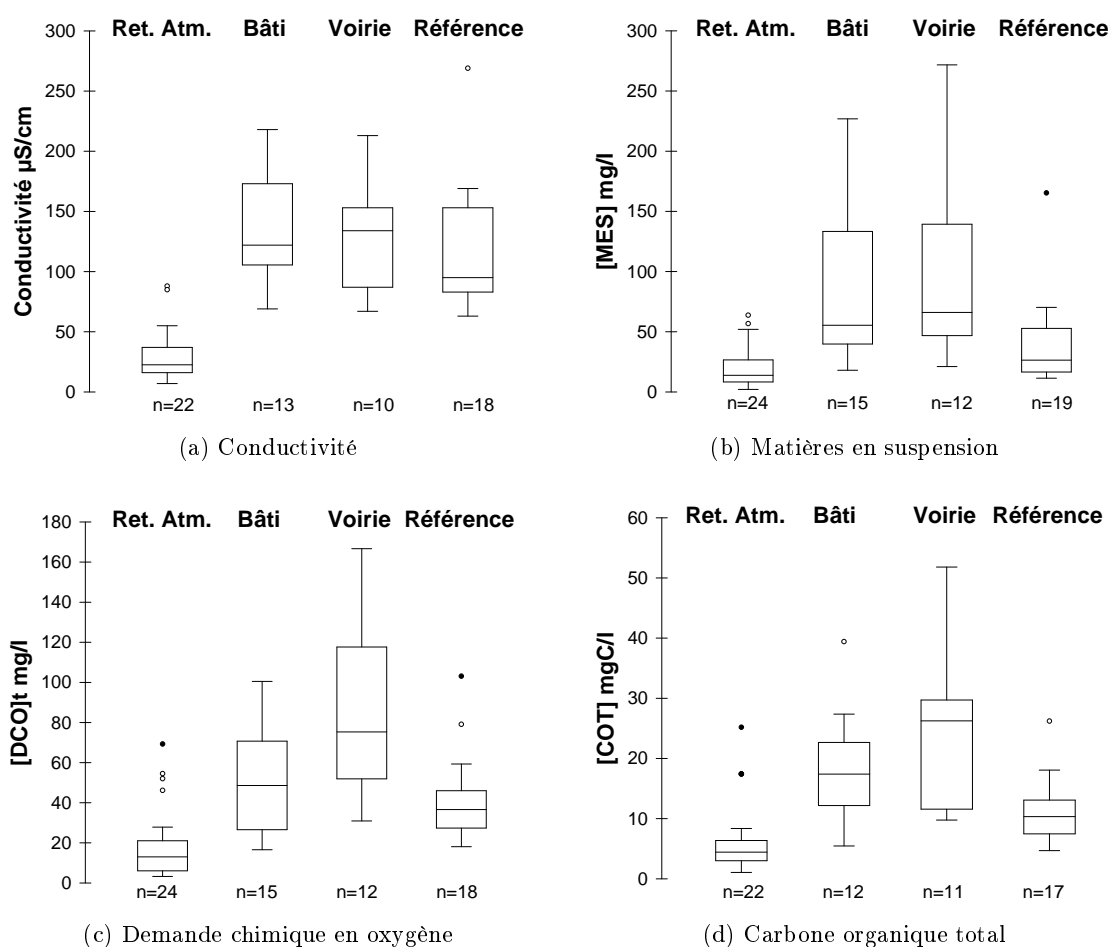 Ret. Atm. Bâti Voirie Référence
300
250
200
150
100
50
0
Conductivité µS/cm
n=22 n=13 n=10 n=18
(a) Conductivité
Ret. Atm. Bâti Voirie Référence
300
250
200
150
100
50
0
[MES] mg/l
n=24 n=15 n=12 n=19
(b) Matières en suspension
Ret. Atm. Bâti Voirie Référence
180
160
140
120
100
80
60
40
20
0
[DCO]t mg/l
n=24 n=15 n=12 n=18
(c) Demande chimique en oxygène
Ret. Atm. Bâti Voirie Référence
60
50
40
30
20
10
0
[COT] mgC/l
n=22 n=12 n=11 n=17
(d) Carbone organique total